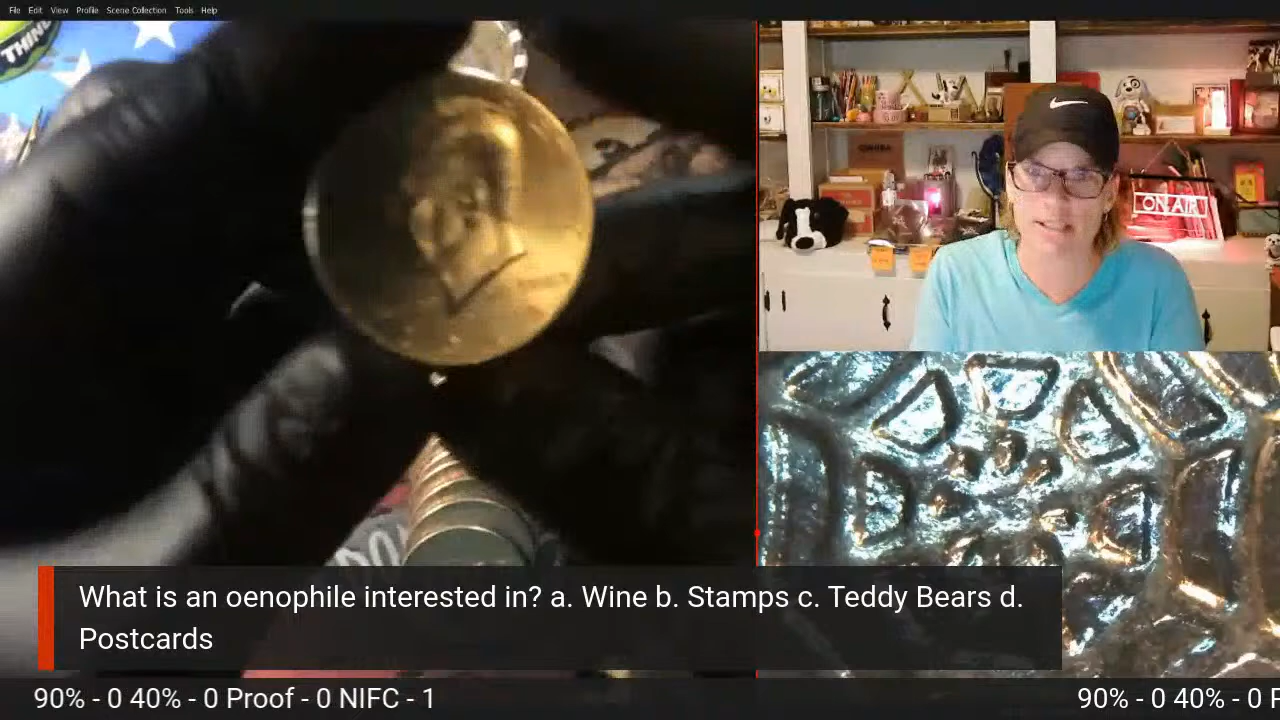 File Edit View Profile Scene Collection Tools Help
THINK
ON AIR
What is an oenophile interested in? a. Wine b. Stamps c. Teddy Bears d.
Postcards
90% - 0 40% - 0 Proof - 0 NIFC - 1
90% - 0 40% - 0 P